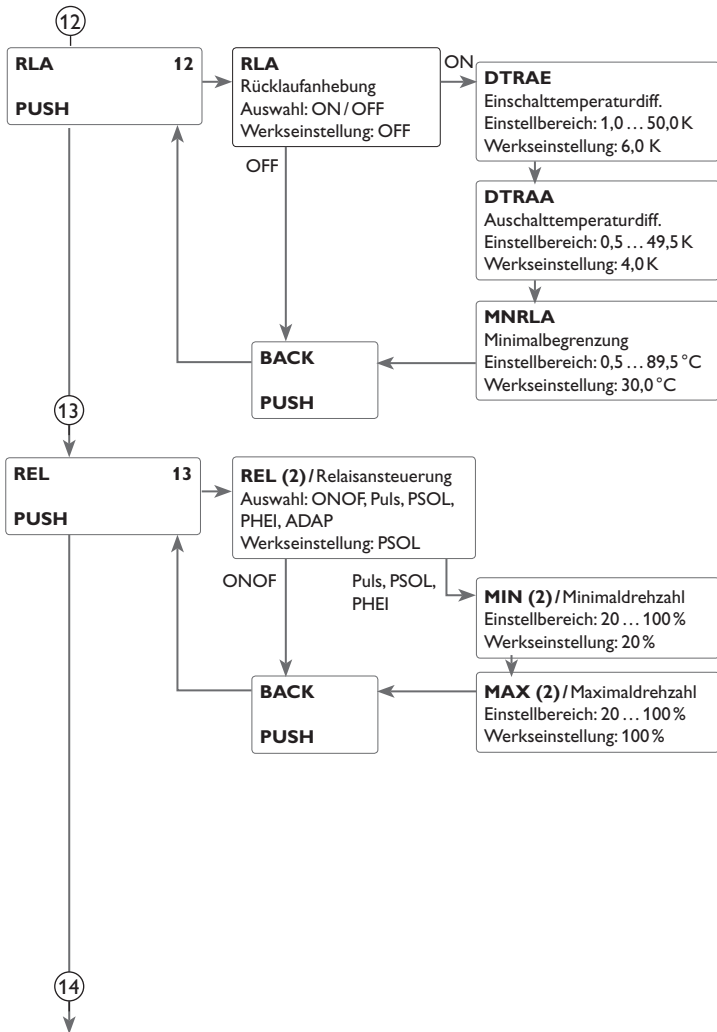 12
RLA 12
PUSH
RLA
Rücklaufanhebung
Auswahl: ON / OFF
Werkseinstellung: OFF
ON
OFF
DTRAE
Einschalttemperaturdiff.
Einstellbereich: 1,0 … 50,0 K
Werkseinstellung: 6,0 K
DTRAA
Auschalttemperaturdiff.
Einstellbereich: 0,5 … 49,5 K
Werkseinstellung: 4,0 K
MNRLA
Minimalbegrenzung
Einstellbereich: 0,5 … 89,5 °C
Werkseinstellung: 30,0 °C
BACK
PUSH
13
REL 13
PUSH
REL (2) / Relaisansteuerung
Auswahl: ONOF, Puls, PSOL,
PHEI, ADAP
Werkseinstellung: PSOL
ONOF
Puls, PSOL,
PHEI
MIN (2) / Minimaldrehzahl
Einstellbereich: 20 … 100 %
Werkseinstellung: 20 %
MAX (2) / Maximaldrehzahl
Einstellbereich: 20 … 100 %
Werkseinstellung: 100 %
BACK
PUSH
14